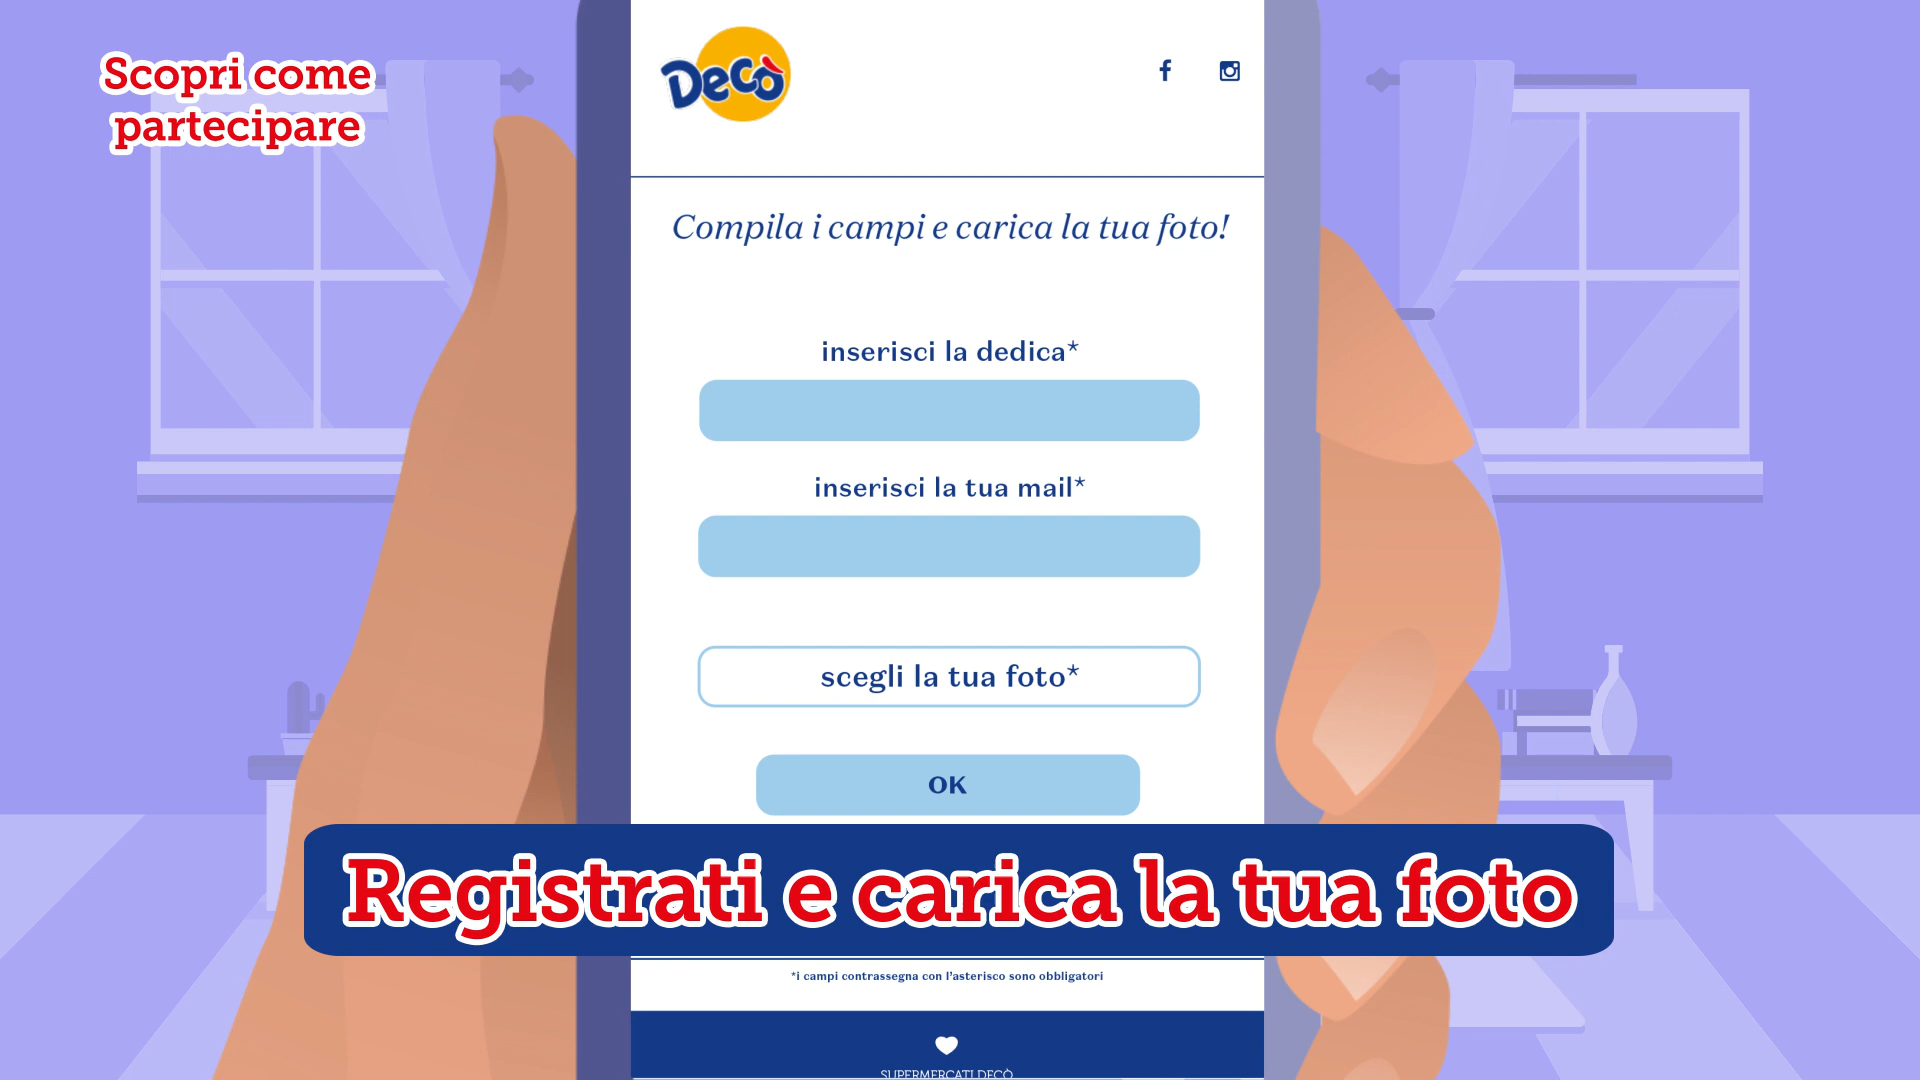 Scopri come
partecipare
Decò
Compila i campi e carica la tua foto!
inserisci la dedica*
inserisci la tua mail*
scegli la tua foto*
OK
Registrati e carica la tua foto
*i campi contrassegna con l'asterisco sono obbligatori
SUPERMERCATI DECÒ